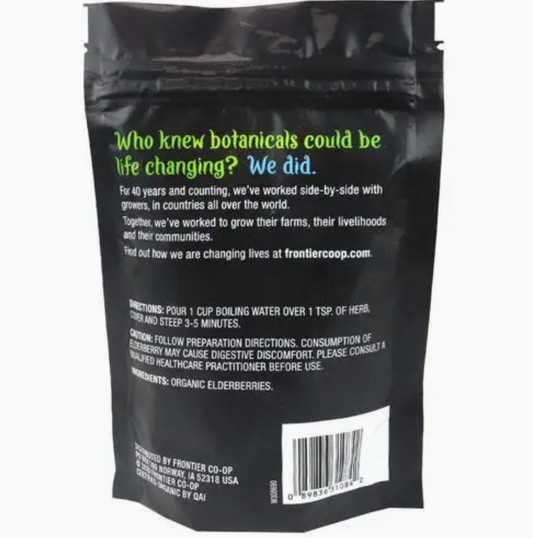 Who knew botanicals could be
life changing? We did.
For 40 years and counting, we've worked side-by-side with
growers, in countries all over the world.
Together, we've worked to grow their farms, their livelihoods
and their communities.
Find out how we are changing lives at frontiercoop.com.
DIRECTIONS: POUR 1 CUP BOILING WATER OVER 1 TSP. OF HERB,
COVER AND STEEP 3-5 MINUTES.
CAUTION: FOLLOW PREPARATION DIRECTIONS. CONSUMPTION OF
ELDERBERRY MAY CAUSE DIGESTIVE DISCOMFORT. PLEASE CONSULT A
QUALIFIED HEALTHCARE PRACTITIONER BEFORE USE.
INGREDIENTS: ORGANIC ELDERBERRIES.
DISTRIBUTED BY FRONTIER CO-OP
NORWAY, IA 52318 USA
FRONTIER CO-OP
CERTIFIED ORGANIC BY QAI